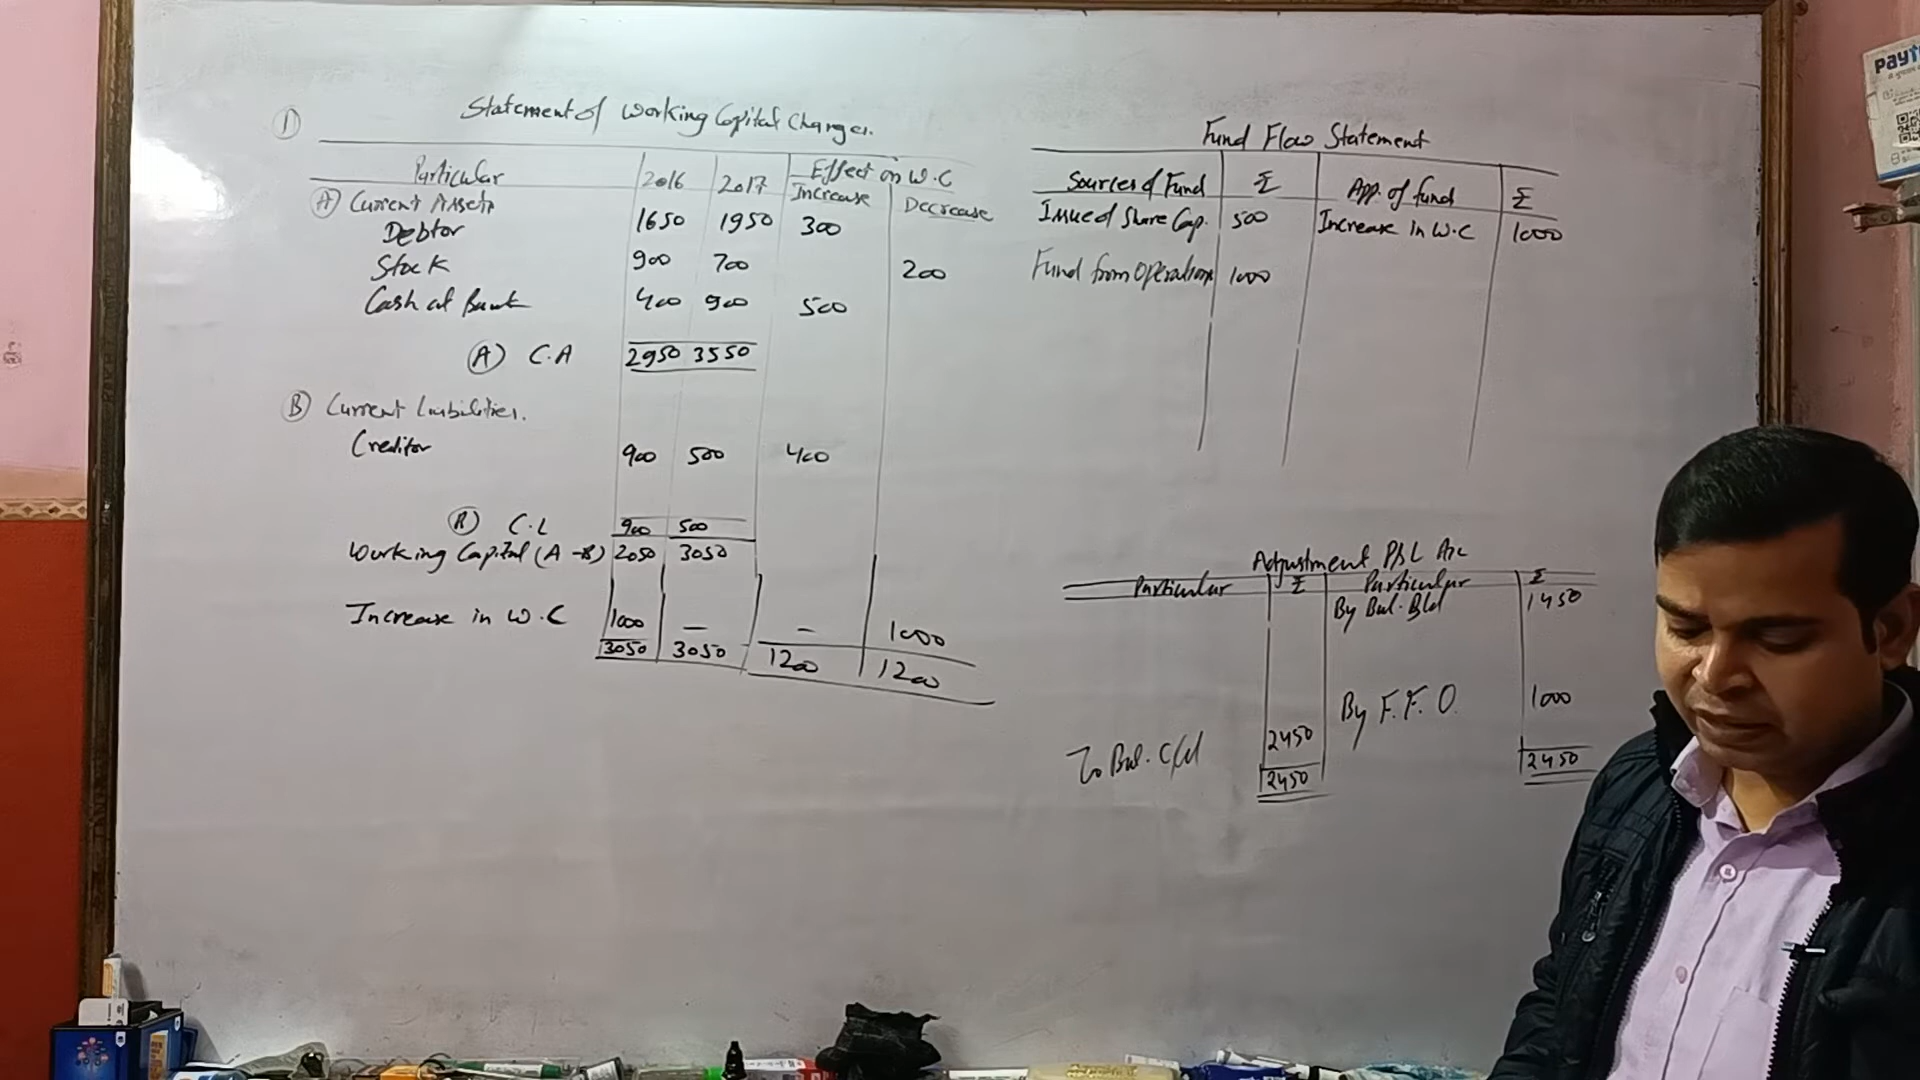 ①
Statement of Working Capital Changes.
Particular 2016 2017 Effect on W.C
Increase Decrease
Ⓐ Current Assets
Debtor 1650 1950 300
Stock 900 700 200
Cash at Bank 400 900 500
Ⓐ C.A 2950 3550
Ⓑ Current Liabilities.
Creditor 900 500 400
Ⓑ C.L 900 500
Working Capital (A-B) 2050 3050
Increase in W.C 1000 — — 1000
3050 3050 1200 1200
Fund Flow Statement
Sources of Fund ₹ App. of fund ₹
Issue of Share Cap. 500 Increase in W.C 1000
Fund from Operations 1000
Adjustment P&L A/c
Particular ₹ Particular ₹
By Bal. B/d 1450
By F.F.O. 1000
To Bal. C/d 2450
2450 2450
Paytm